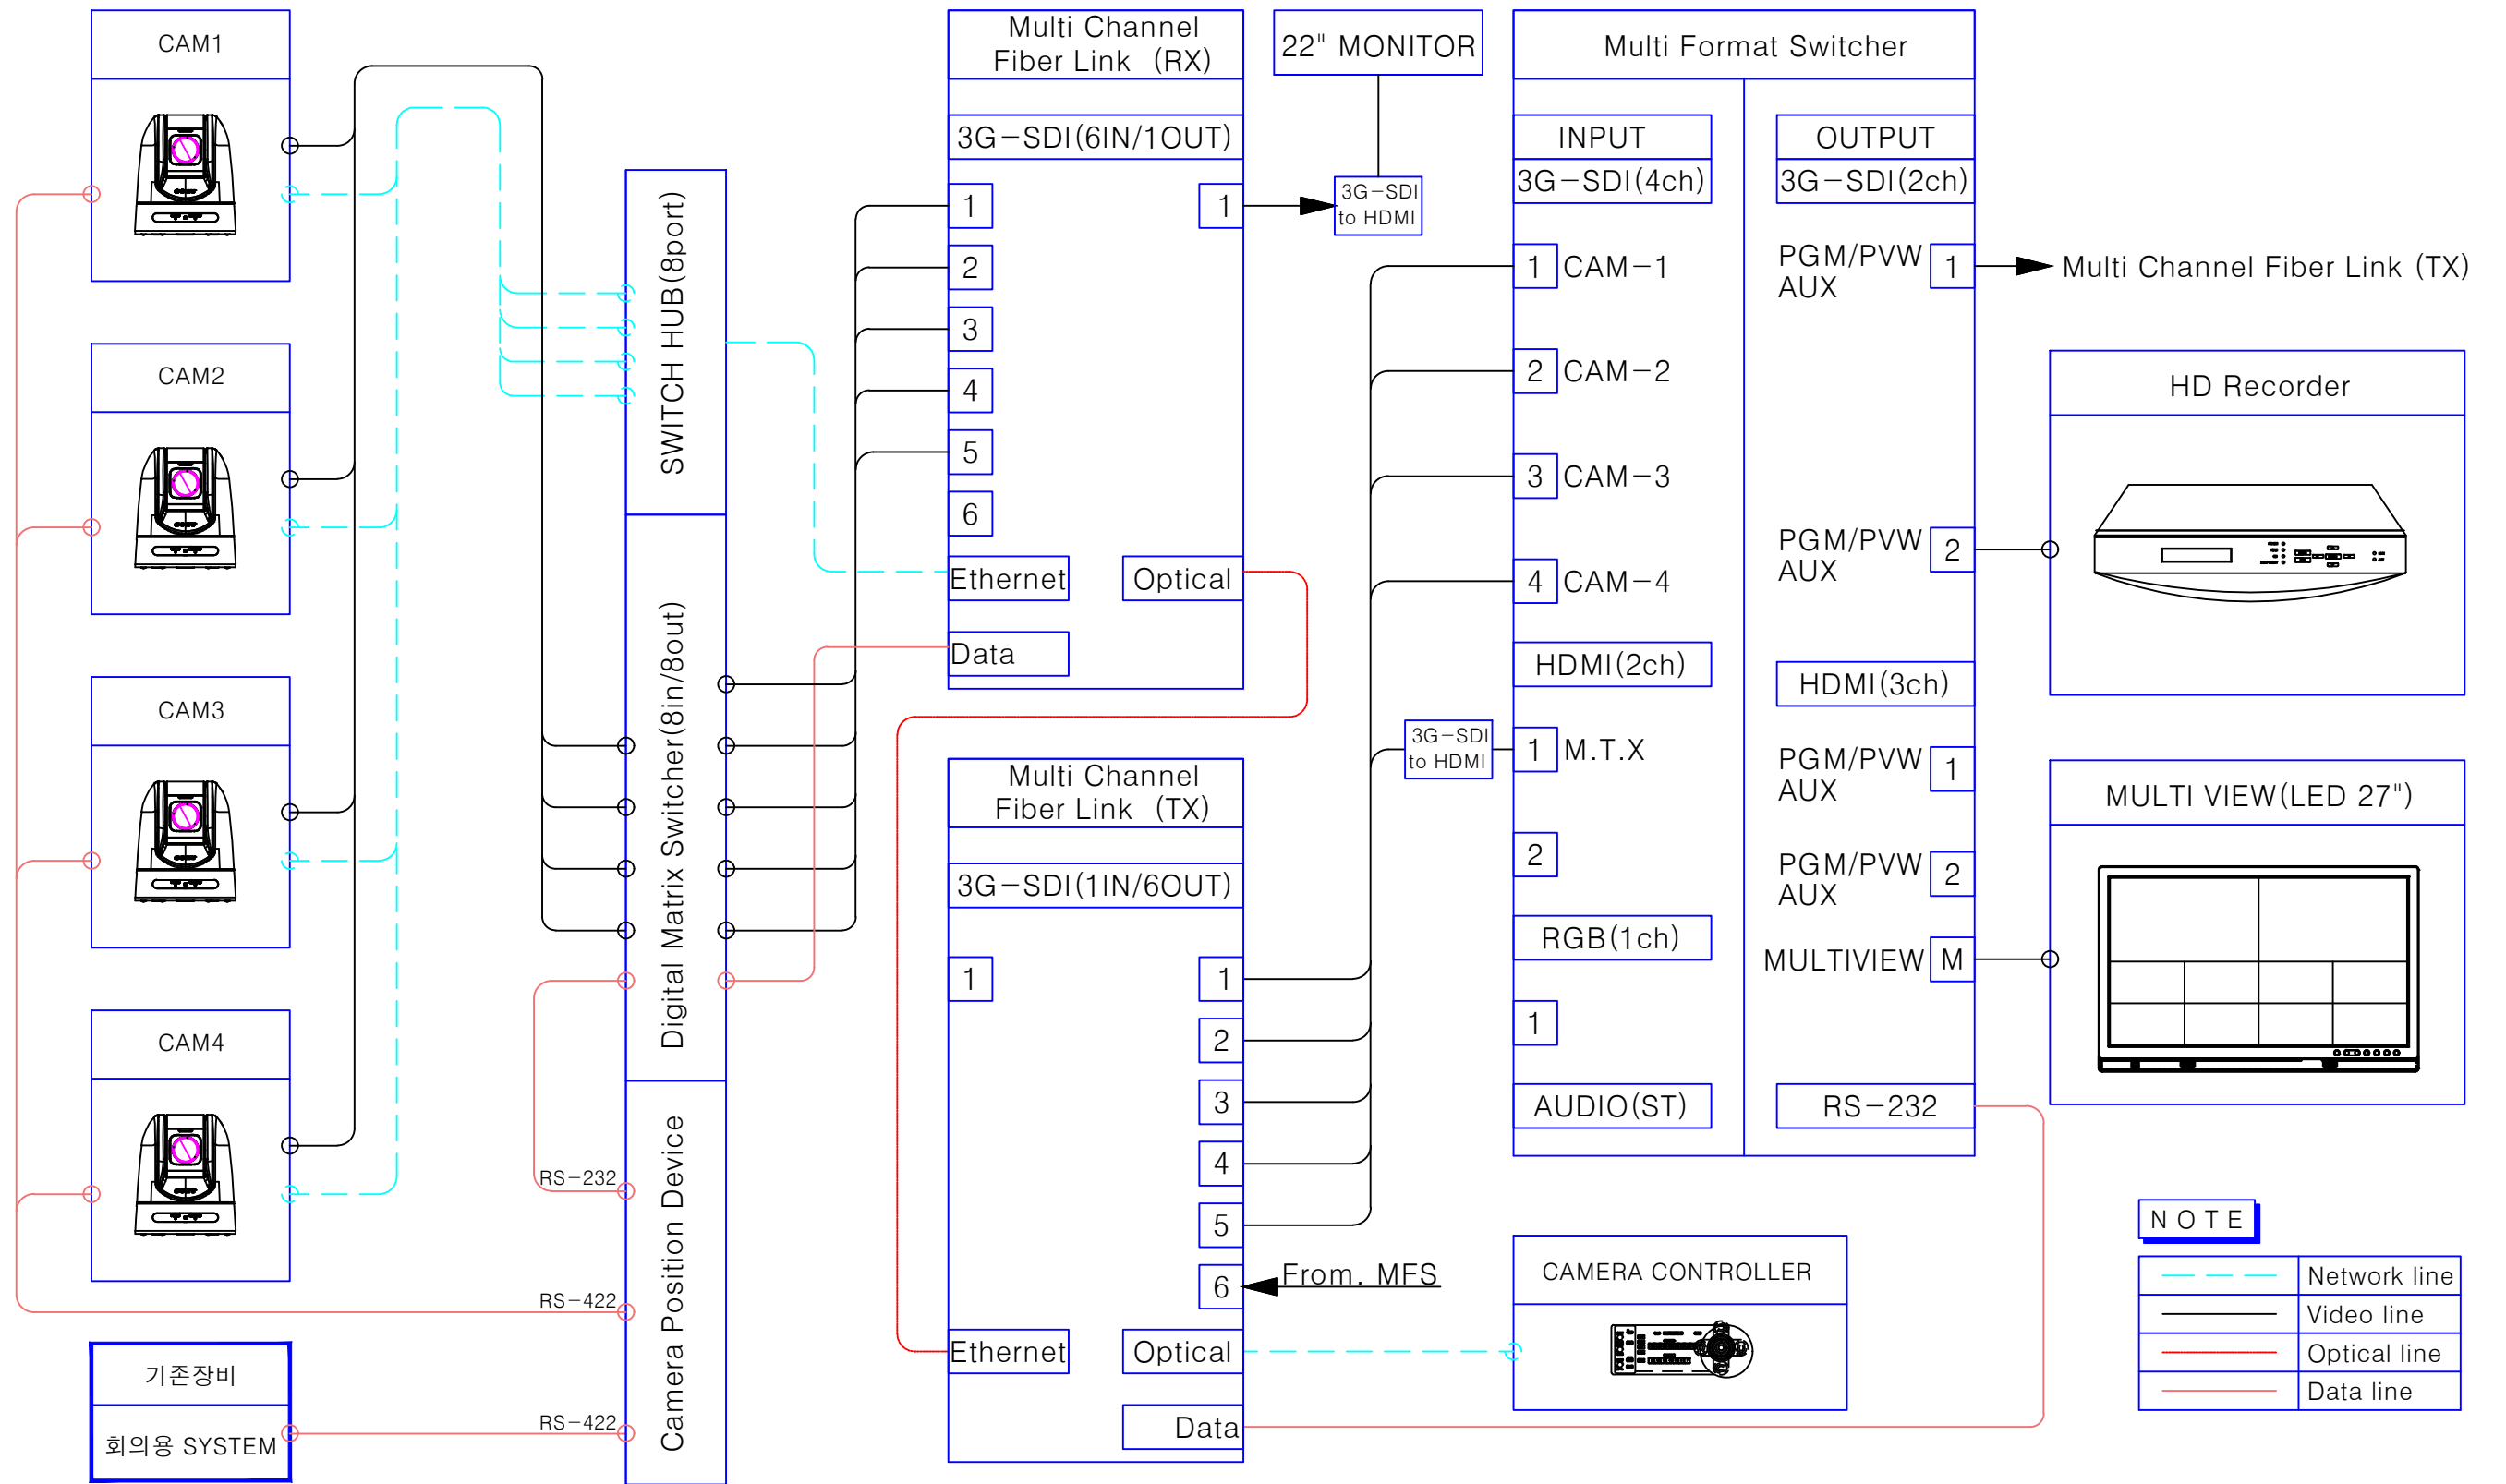 CAM1
CAM2
CAM3
CAM4
기존장비
회의용 SYSTEM
SWITCH HUB(8port)
Digital Matrix Switcher(8in/8out)
Camera Position Device
RS-232
RS-422
RS-422
Multi Channel
Fiber Link (RX)
3G-SDI(6IN/1OUT)
1
2
3
4
5
6
1
Ethernet
Optical
Data
22" MONITOR
3G-SDI
to HDMI
Multi Channel
Fiber Link (TX)
3G-SDI(1IN/6OUT)
1
1
2
3
4
5
6
From. MFS
Ethernet
Optical
Data
3G-SDI
to HDMI
Multi Format Switcher
INPUT
3G-SDI(4ch)
1 CAM-1
2 CAM-2
3 CAM-3
4 CAM-4
HDMI(2ch)
1 M.T.X
2
RGB(1ch)
1
AUDIO(ST)
OUTPUT
3G-SDI(2ch)
PGM/PVW
AUX
1
Multi Channel Fiber Link (TX)
PGM/PVW
AUX
2
HDMI(3ch)
PGM/PVW
AUX
1
PGM/PVW
AUX
2
MULTIVIEW M
RS-232
HD Recorder
MULTI VIEW(LED 27")
CAMERA CONTROLLER
NOTE
Network line
Video line
Optical line
Data line